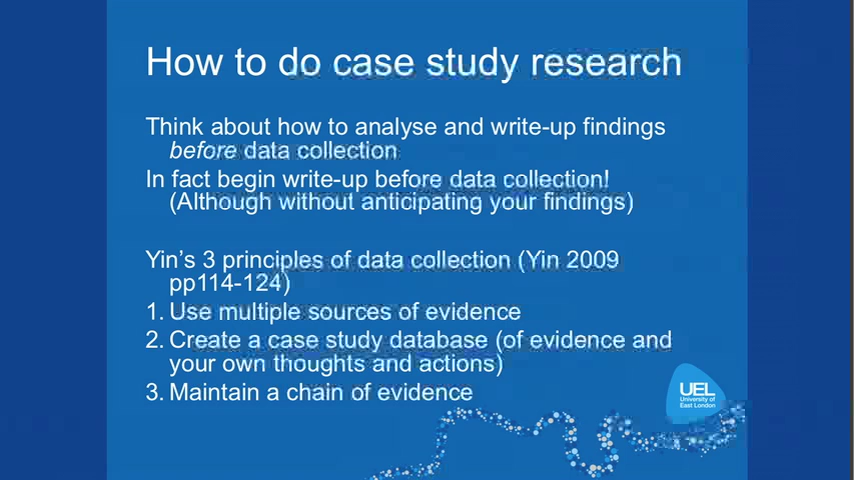 How to do case study research
Think about how to analyse and write-up findings
before data collection
In fact begin write-up before data collection!
(Although without anticipating your findings)
Yin's 3 principles of data collection (Yin 2009
pp114-124)
1. Use multiple sources of evidence
2. Create a case study database (of evidence and
your own thoughts and actions)
3. Maintain a chain of evidence
UEL
University of
East London